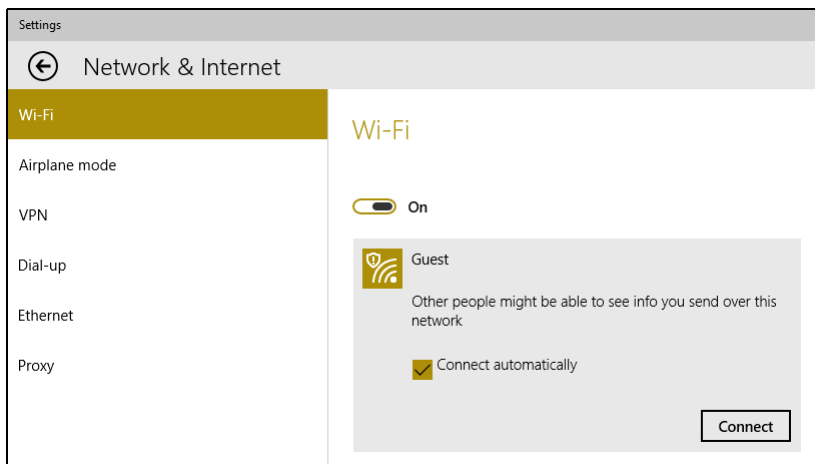 Settings
Network & Internet
Wi-Fi
Airplane mode
VPN
Dial-up
Ethernet
Proxy
Wi-Fi
On
Guest
Other people might be able to see info you send over this
network
Connect automatically
Connect